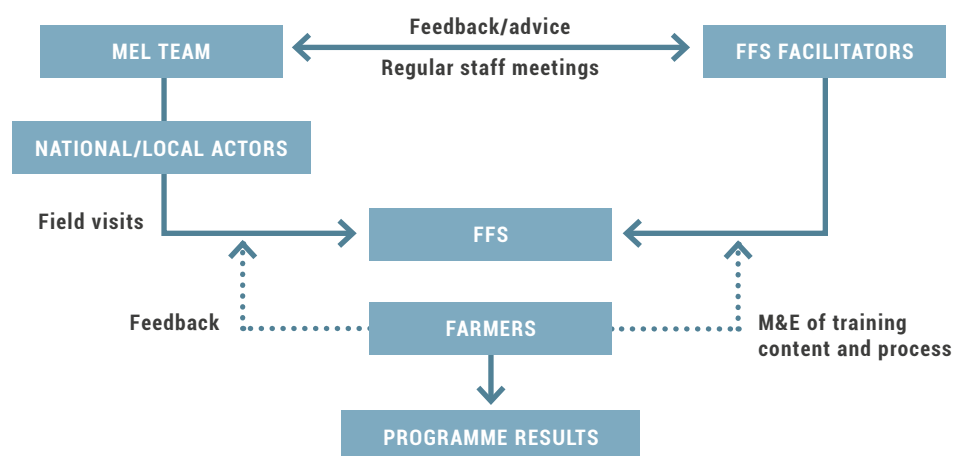 Feedback/advice
MEL TEAM
FFS FACILITATORS
Regular staff meetings
NATIONAL/LOCAL ACTORS
Field visits
FFS
Feedback
FARMERS
M&E of training
content and process
PROGRAMME RESULTS